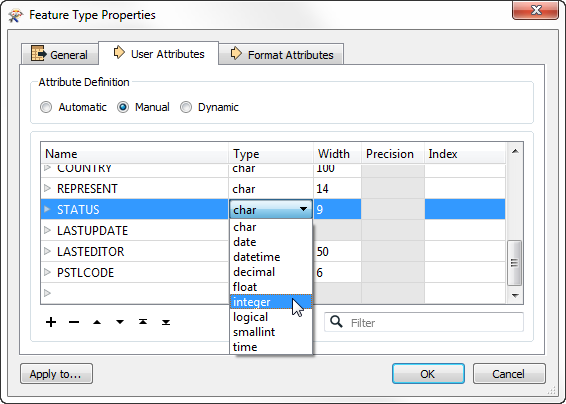 Feature Type Properties
General User Attributes Format Attributes
Attribute Definition
Automatic Manual Dynamic
Name Type Width Precision Index
COUNTRY char 100
REPRESENT char 14
STATUS char 9
LASTUPDATE
LASTEDITOR 50
PSTLCODE 6
char
date
datetime
decimal
float
integer
logical
smallint
time
Filter
Apply to... OK Cancel